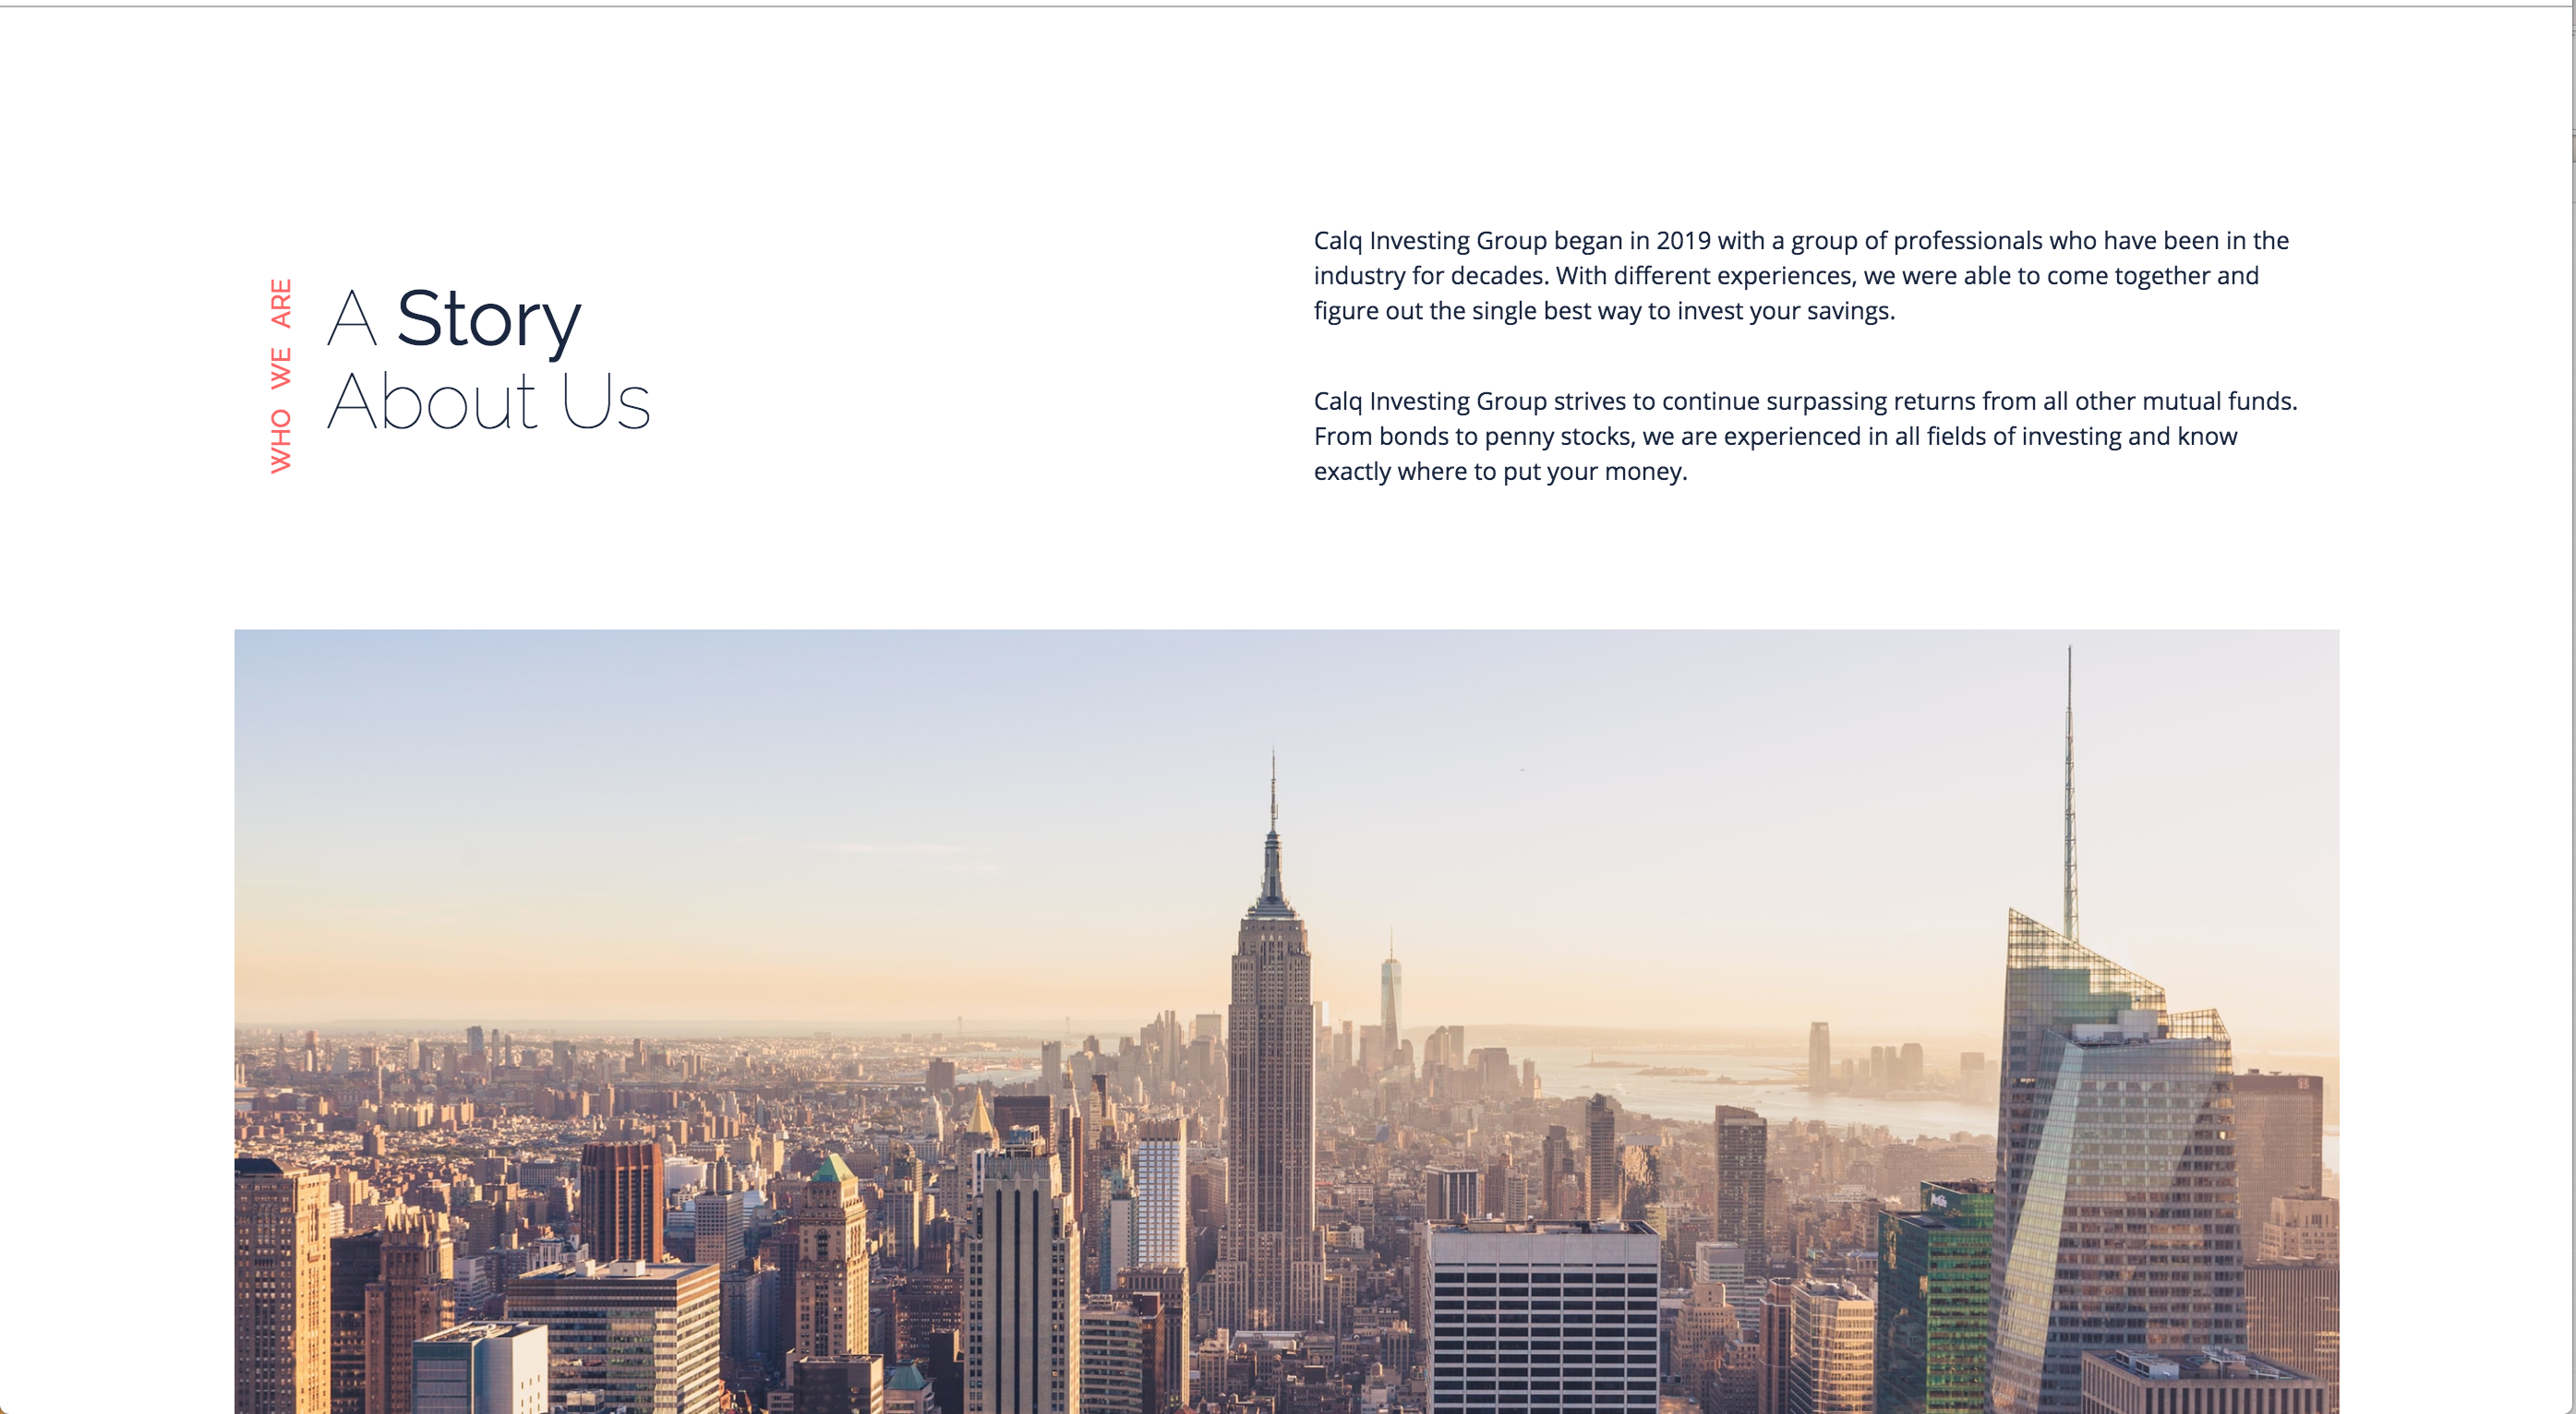 WHO WE ARE
A Story
About Us
Calq Investing Group began in 2019 with a group of professionals who have been in the
industry for decades. With different experiences, we were able to come together and
figure out the single best way to invest your savings.
Calq Investing Group strives to continue surpassing returns from all other mutual funds.
From bonds to penny stocks, we are experienced in all fields of investing and know
exactly where to put your money.